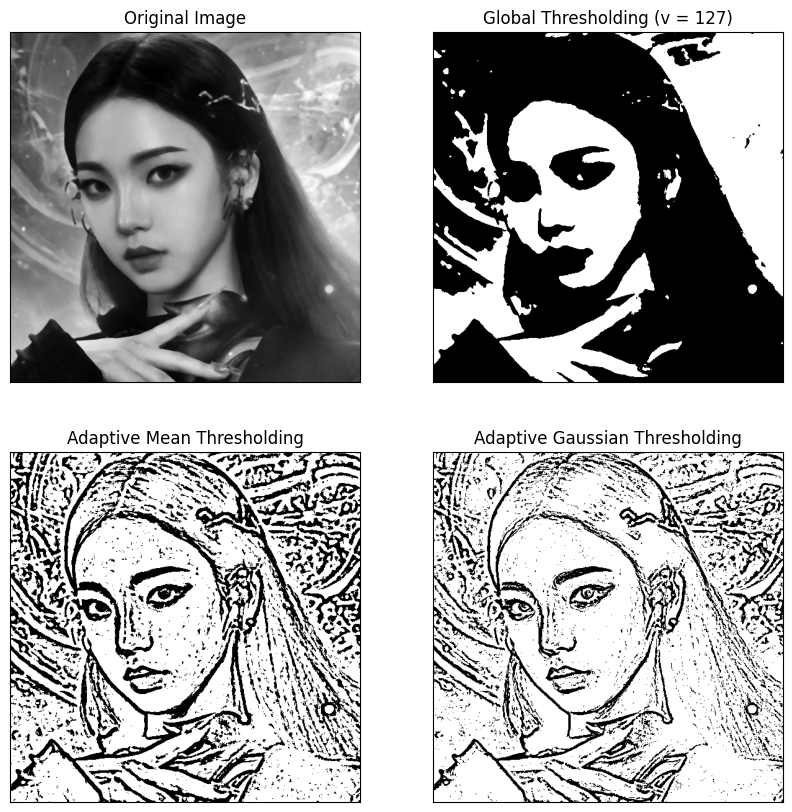 Original Image
Global Thresholding (v = 127)
Adaptive Mean Thresholding
Adaptive Gaussian Thresholding